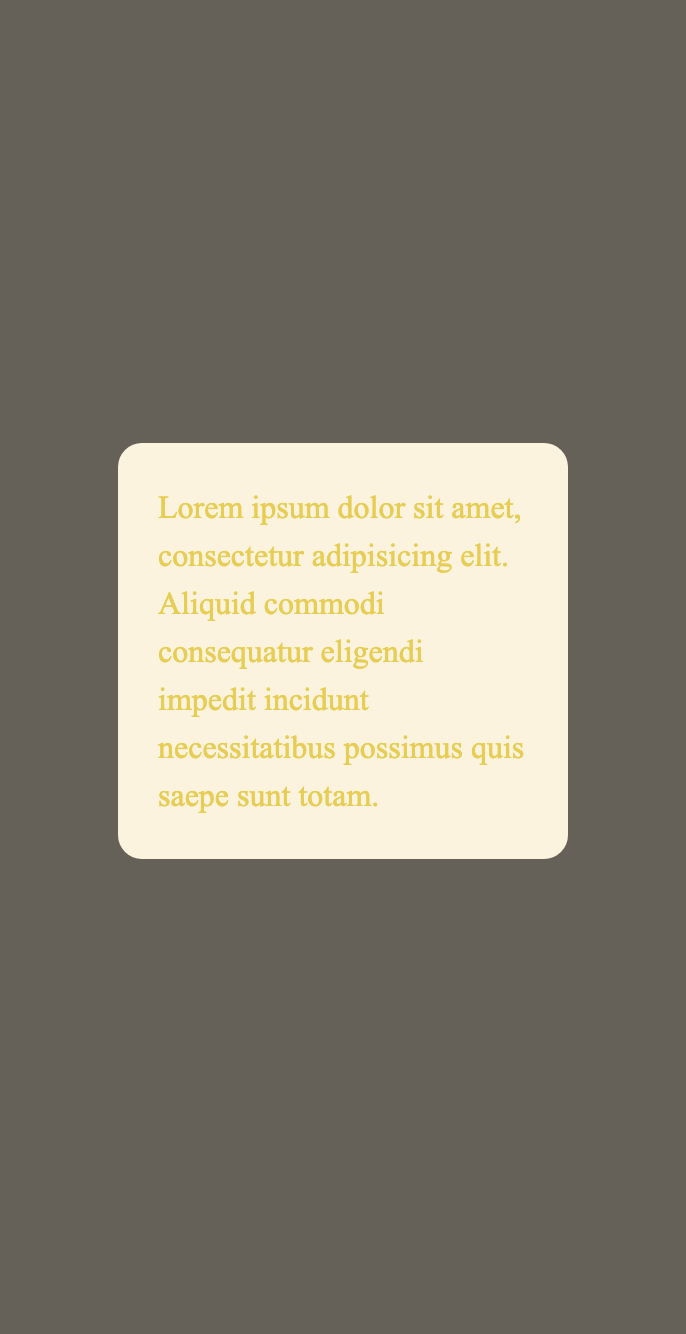 Lorem ipsum dolor sit amet,
consectetur adipisicing elit.
Aliquid commodi
consequatur eligendi
impedit incidunt
necessitatibus possimus quis
saepe sunt totam.